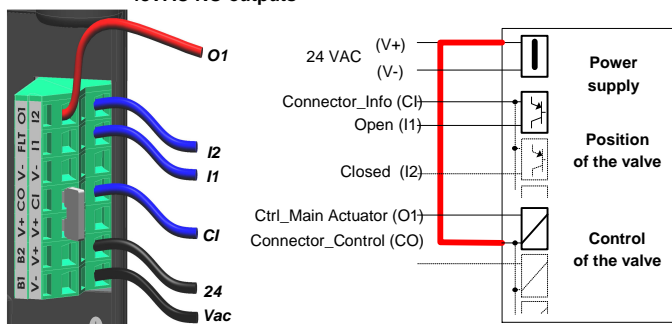 outputs
O1
I2
I1
CI
24
Vac
B1 B2 V+ CO V- FLT O1
V- V+ V+ CI V- I1 I2
24 VAC
(V+)
(V-)
Power
supply
Connector_Info (CI)
Open (I1)
Closed (I2)
Position
of the valve
Ctrl_Main Actuator (O1)
Connector_Control (CO)
Control
of the valve